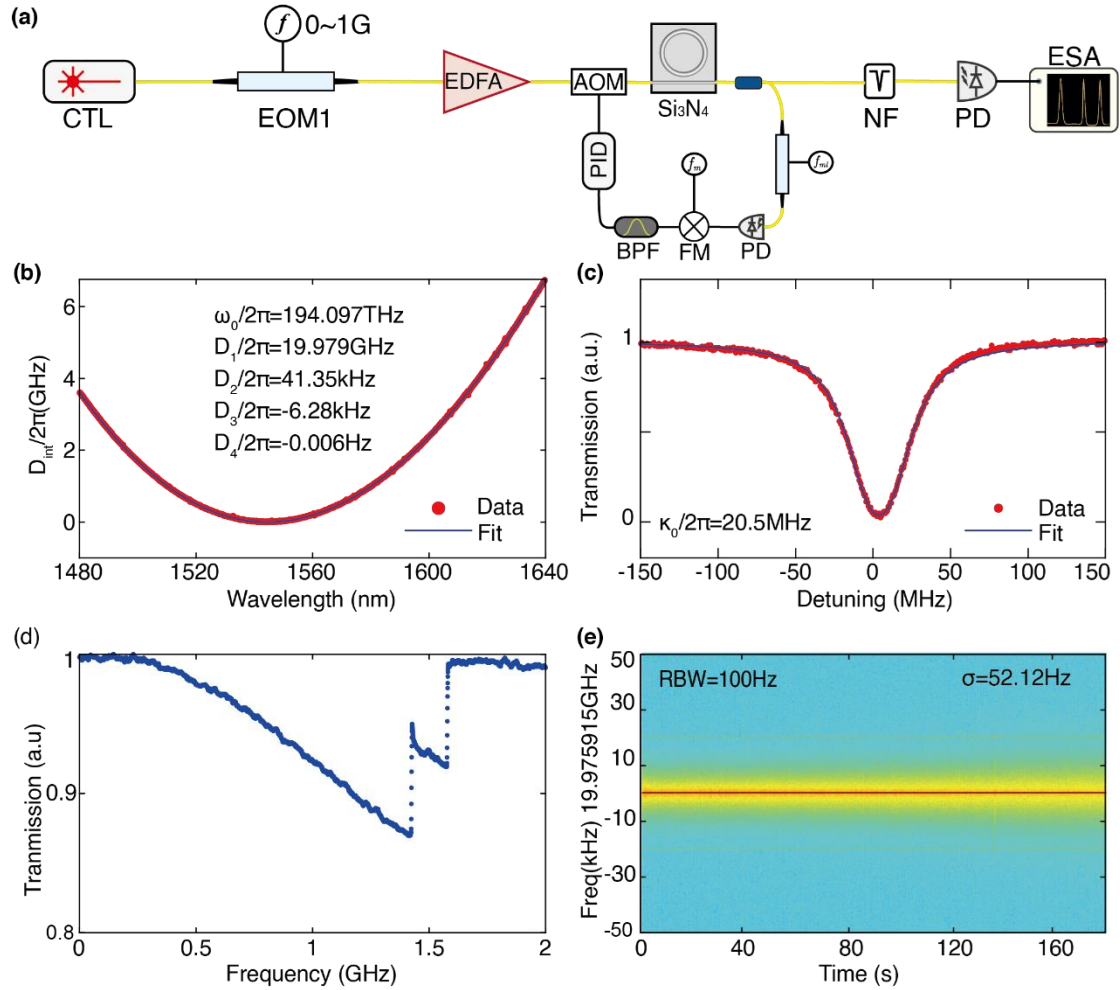 (a)
f 0~1G
CTL
EOM1
EDFA
AOM
Si₃N₄
NF
PD
ESA
PID
fₘ
fₘₗ
BPF
FM
PD
(b)
D_int/2π(GHz)
6
4
2
0
ω₀/2π=194.097THz
D₁/2π=19.979GHz
D₂/2π=41.35kHz
D₃/2π=-6.28kHz
D₄/2π=-0.006Hz
Data
Fit
1480 1520 1560 1600 1640
Wavelength (nm)
(c)
Transmission (a.u.)
1
0
κ₀/2π=20.5MHz
Data
Fit
-150 -100 -50 0 50 100 150
Detuning (MHz)
(d)
Tranmission (a.u)
1
0.9
0.8
0 0.5 1 1.5 2
Frequency (GHz)
(e)
Freq(kHz) 19.975915GHz
50
30
10
-10
-30
-50
RBW=100Hz σ=52.12Hz
0 40 80 120 160
Time (s)